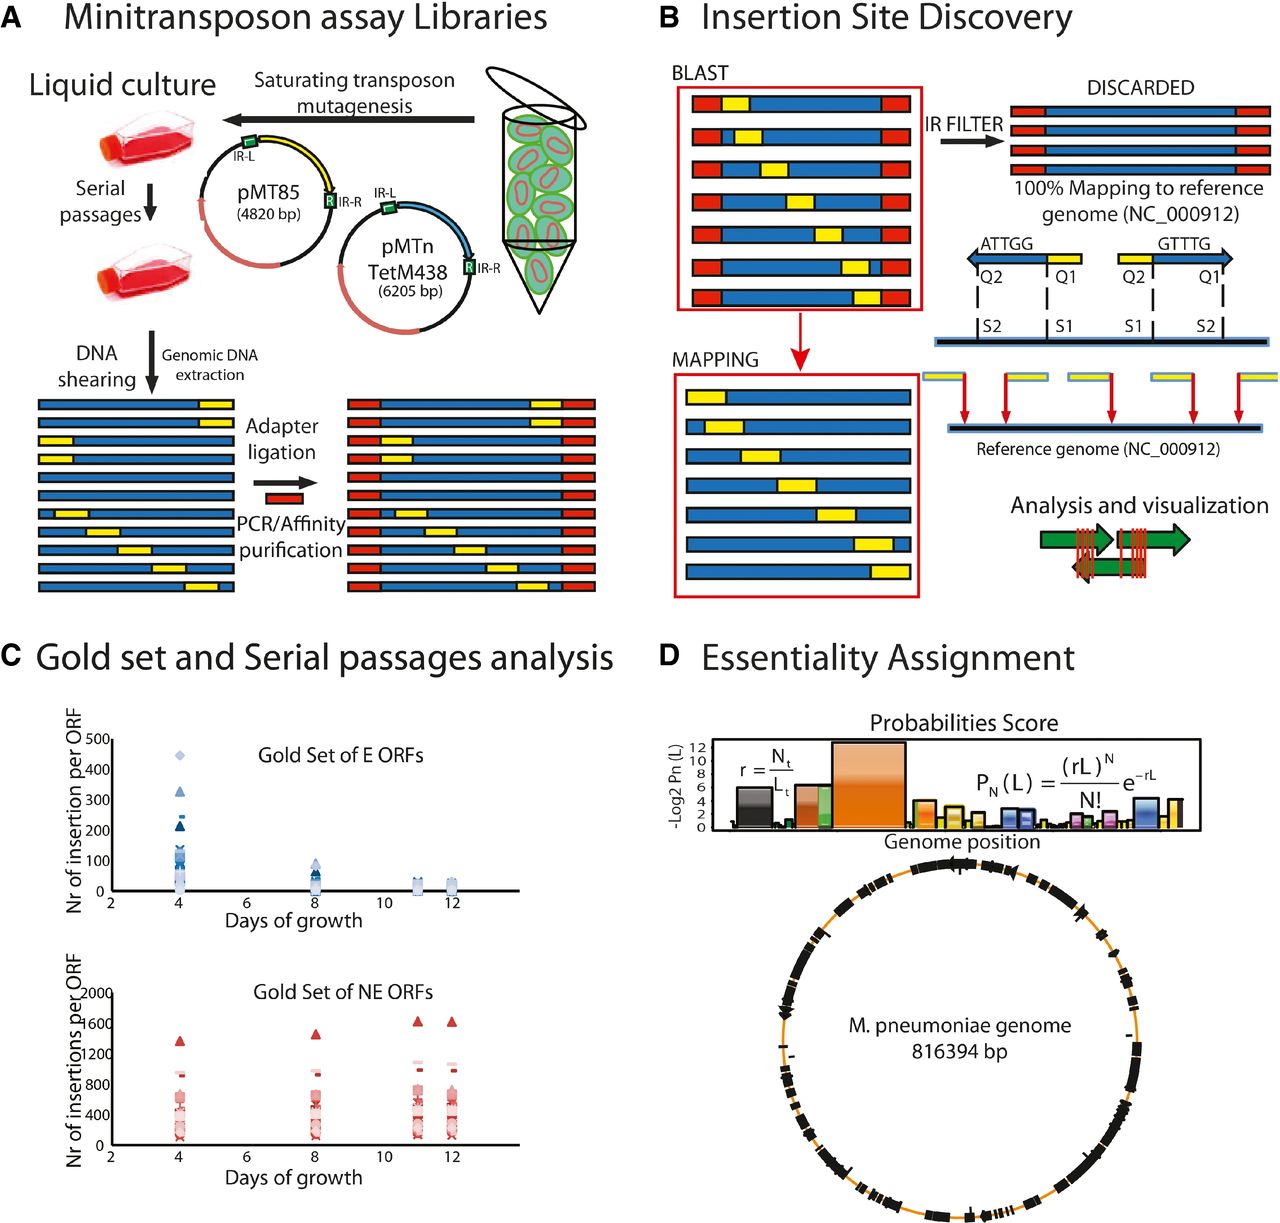 A Minitransposon assay Libraries
Liquid culture
Saturating transposon
mutagenesis
IR-L
pMT85
(4820 bp)
R IR-R
IR-L
pMTn
TetM438
(6205 bp)
R IR-R
Serial
passages
DNA
shearing
Genomic DNA
extraction
Adapter
ligation
PCR/Affinity
purification
B Insertion Site Discovery
BLAST
IR FILTER
DISCARDED
100% Mapping to reference
genome (NC_000912)
MAPPING
ATTGG GTTTG
Q2 Q1 Q2 Q1
S2 S1 S1 S2
Reference genome (NC_000912)
Analysis and visualization
C Gold set and Serial passages analysis
Nr of insertion per ORF
500
400
300
200
100
0
Gold Set of E ORFs
2 4 6 8 10 12
Days of growth
Nr of insertions per ORF
2000
1600
1200
800
400
0
Gold Set of NE ORFs
2 4 6 8 10 12
Days of growth
D Essentiality Assignment
Probabilities Score
-Log2 Pn (L)
12
10
8
6
4
2
0
r = Nt / Lt
PN (L) = (rL)^N / N! e^-rL
Genome position
M. pneumoniae genome
816394 bp